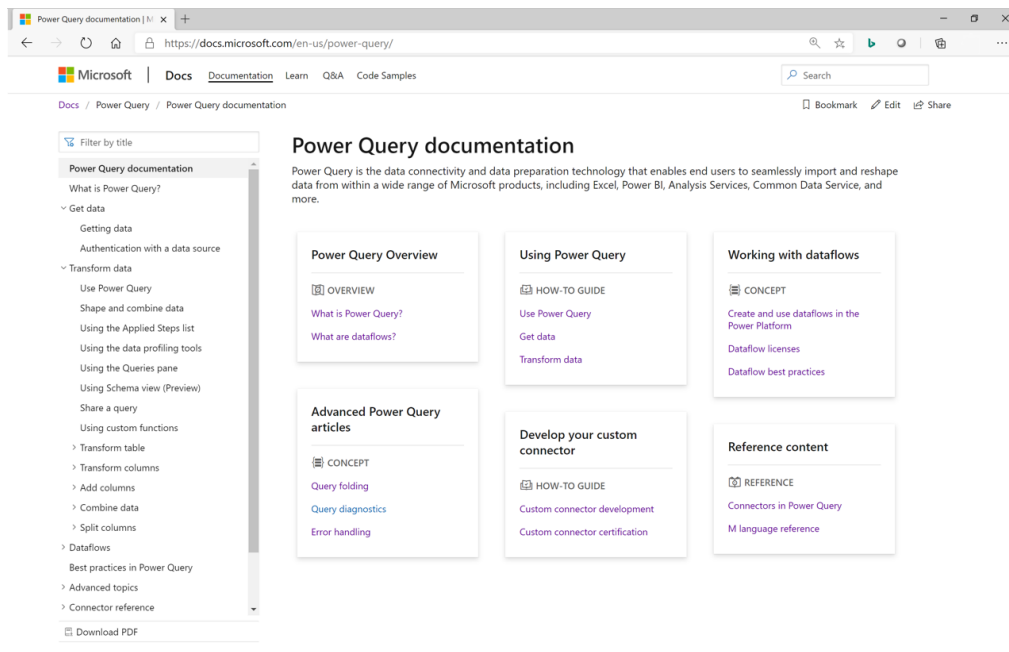 Power Query documentation | M
https://docs.microsoft.com/en-us/power-query/
Microsoft
Docs Documentation Learn Q&A Code Samples
Search
Docs / Power Query / Power Query documentation
Bookmark Edit Share
Filter by title
Power Query documentation
What is Power Query?
Get data
Getting data
Authentication with a data source
Transform data
Use Power Query
Shape and combine data
Using the Applied Steps list
Using the data profiling tools
Using the Queries pane
Using Schema view (Preview)
Share a query
Using custom functions
Transform table
Transform columns
Add columns
Combine data
Split columns
Dataflows
Best practices in Power Query
Advanced topics
Connector reference
Download PDF
Power Query documentation
Power Query is the data connectivity and data preparation technology that enables end users to seamlessly import and reshape
data from within a wide range of Microsoft products, including Excel, Power BI, Analysis Services, Common Data Service, and
more.
Power Query Overview
OVERVIEW
What is Power Query?
What are dataflows?
Using Power Query
HOW-TO GUIDE
Use Power Query
Get data
Transform data
Working with dataflows
CONCEPT
Create and use dataflows in the
Power Platform
Dataflow licenses
Dataflow best practices
Advanced Power Query
articles
CONCEPT
Query folding
Query diagnostics
Error handling
Develop your custom
connector
HOW-TO GUIDE
Custom connector development
Custom connector certification
Reference content
REFERENCE
Connectors in Power Query
M language reference